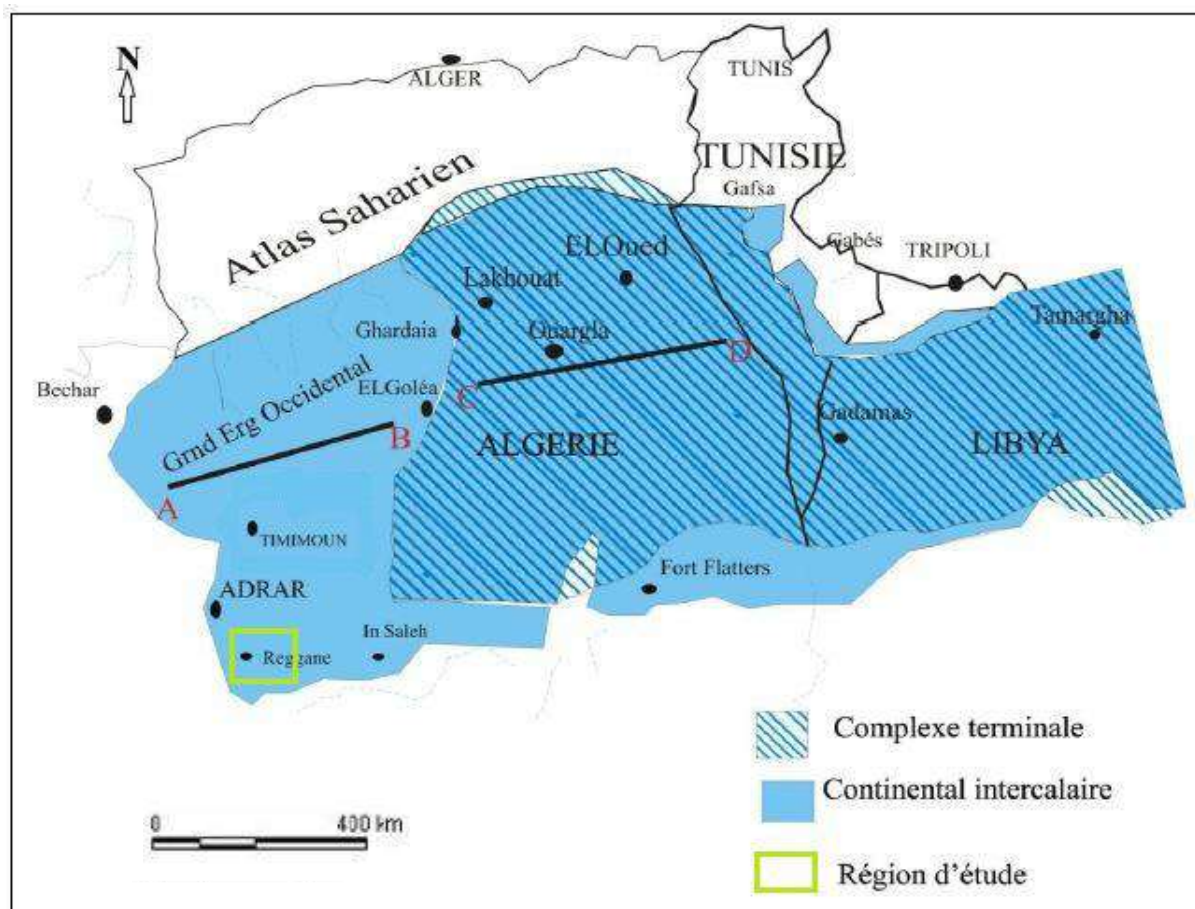 N
ALGER
TUNIS
TUNISIE
Gafsa
Atlas Saharien
Gabés
TRIPOLI
ELOued
Lakhouat
Tamargha
Ghardaia
Ouargla
D
Bechar
ELGoléa
C
Grnd Erg Occidental
B
Gadamas
ALGERIE
LIBYA
A
TIMIMOUN
ADRAR
Fort Flatters
In Saleh
Reggane
Complexe terminale
Continental intercalaire
0 400 km
Région d'étude